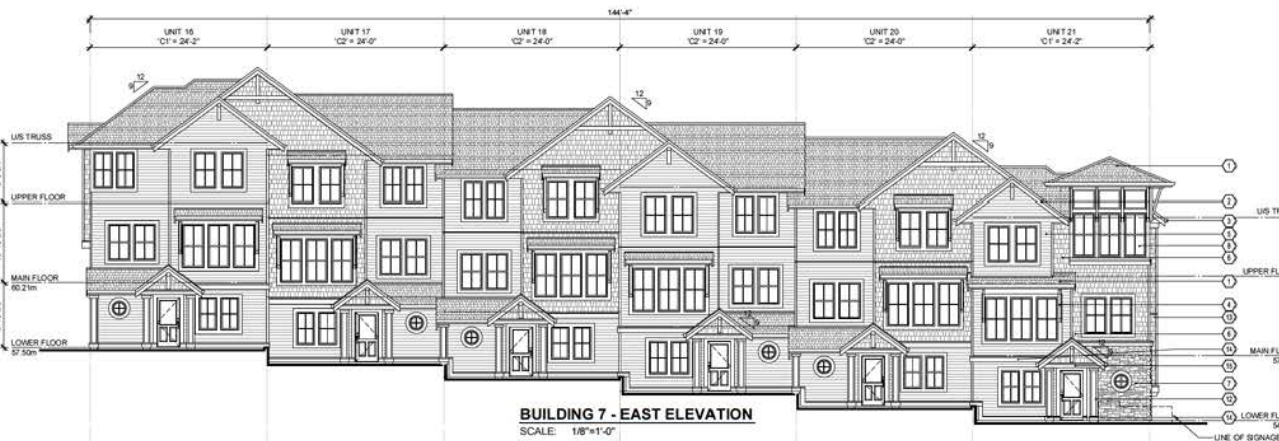 144'-4"
UNIT 16
'C1' = 24'-2"
UNIT 17
'C2' = 24'-0"
UNIT 18
'C2' = 24'-0"
UNIT 19
'C2' = 24'-0"
UNIT 20
'C2' = 24'-0"
UNIT 21
'C1' = 24'-2"
12
9
12
9
12
9
U/S TRUSS
UPPER FLOOR
MAIN FLOOR
60.21m
LOWER FLOOR
57.50m
1
2
3
5
8
6
U/S TR
UPPER FL
1
4
13
6
14
MAIN FL
15
7
12
14
LOWER FL
LINE OF SIGNAGE
BUILDING 7 - EAST ELEVATION
SCALE: 1/8"=1'-0"